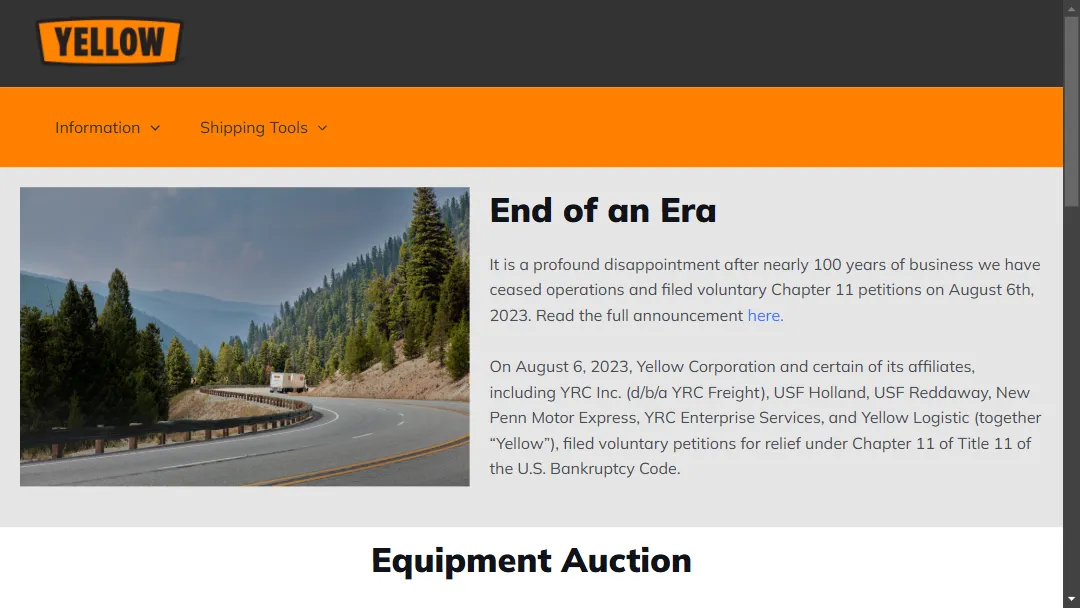 YELLOW
Information
Shipping Tools
End of an Era
It is a profound disappointment after nearly 100 years of business we have
ceased operations and filed voluntary Chapter 11 petitions on August 6th,
2023. Read the full announcement here.
On August 6, 2023, Yellow Corporation and certain of its affiliates,
including YRC Inc. (d/b/a YRC Freight), USF Holland, USF Reddaway, New
Penn Motor Express, YRC Enterprise Services, and Yellow Logistic (together
“Yellow”), filed voluntary petitions for relief under Chapter 11 of Title 11 of
the U.S. Bankruptcy Code.
Equipment Auction